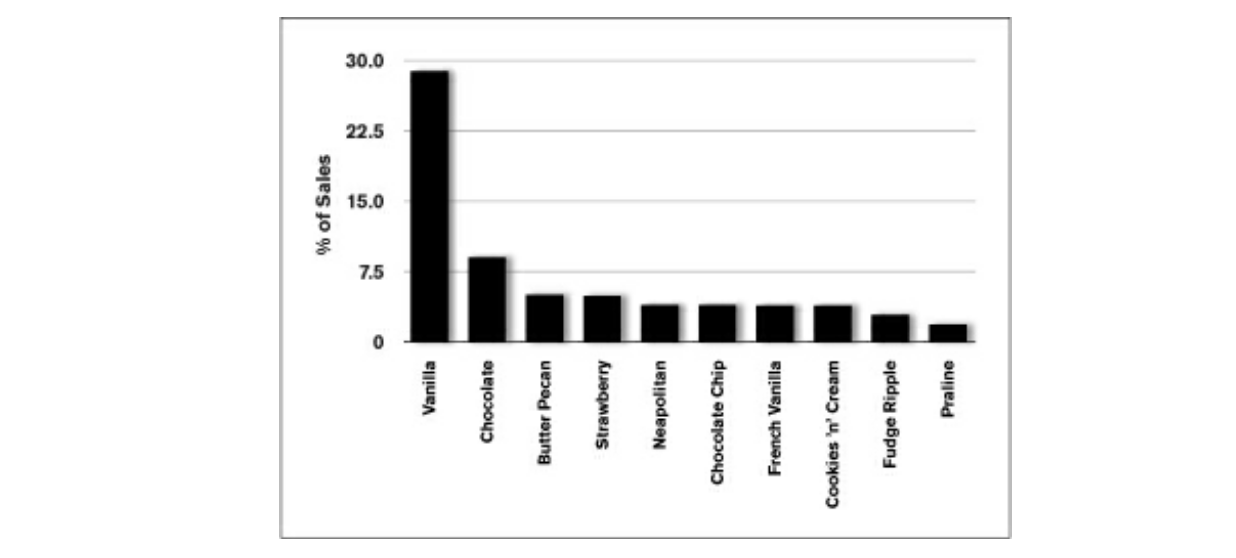 30.0
22.5
15.0
7.5
0
% of Sales
Vanilla
Chocolate
Butter Pecan
Strawberry
Neapolitan
Chocolate Chip
French Vanilla
Cookies 'n' Cream
Fudge Ripple
Praline